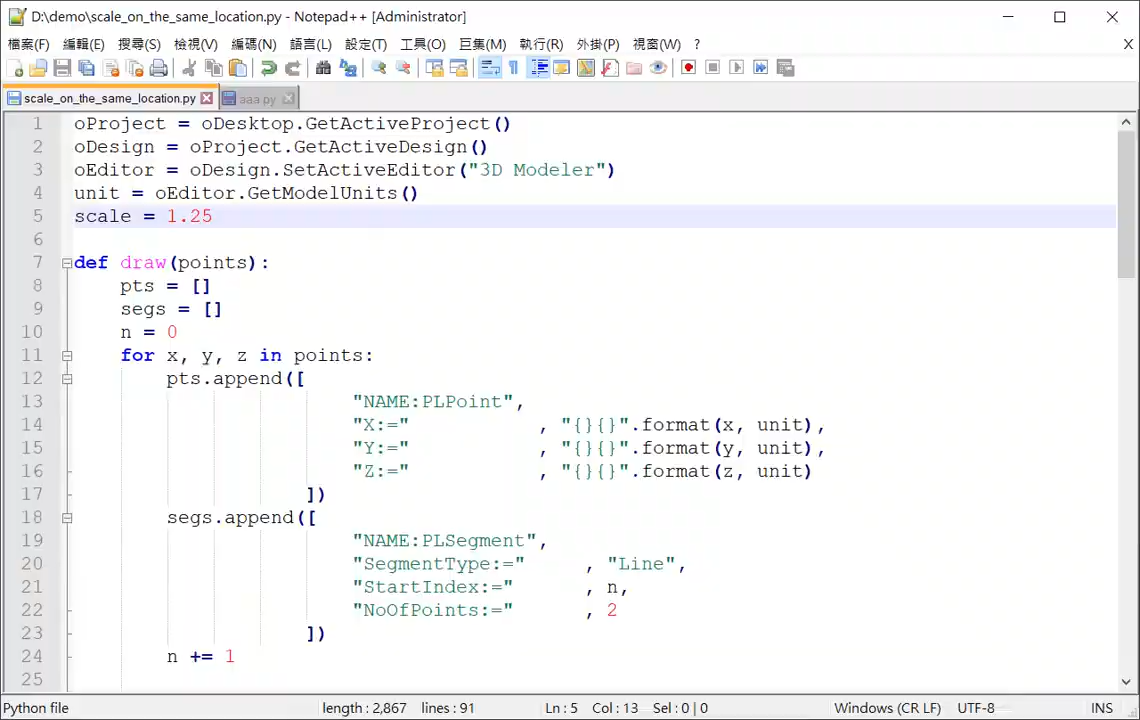 D:\demo\scale_on_the_same_location.py - Notepad++ [Administrator]
檔案(F) 編輯(E) 搜尋(S) 檢視(V) 編碼(N) 語言(L) 設定(T) 工具(O) 巨集(M) 執行(R) 外掛(P) 視窗(W) ? X
scale_on_the_same_location.py aaa.py
1 oProject = oDesktop.GetActiveProject()
2 oDesign = oProject.GetActiveDesign()
3 oEditor = oDesign.SetActiveEditor("3D Modeler")
4 unit = oEditor.GetModelUnits()
5 scale = 1.25
6
7 def draw(points):
8 pts = []
9 segs = []
10 n = 0
11 for x, y, z in points:
12 pts.append([
13 "NAME:PLPoint",
14 "X:=" , "{}{}".format(x, unit),
15 "Y:=" , "{}{}".format(y, unit),
16 "Z:=" , "{}{}".format(z, unit)
17 ])
18 segs.append([
19 "NAME:PLSegment",
20 "SegmentType:=" , "Line",
21 "StartIndex:=" , n,
22 "NoOfPoints:=" , 2
23 ])
24 n += 1
25
Python file length : 2,867 lines : 91 Ln : 5 Col : 13 Sel : 0 | 0 Windows (CR LF) UTF-8 INS